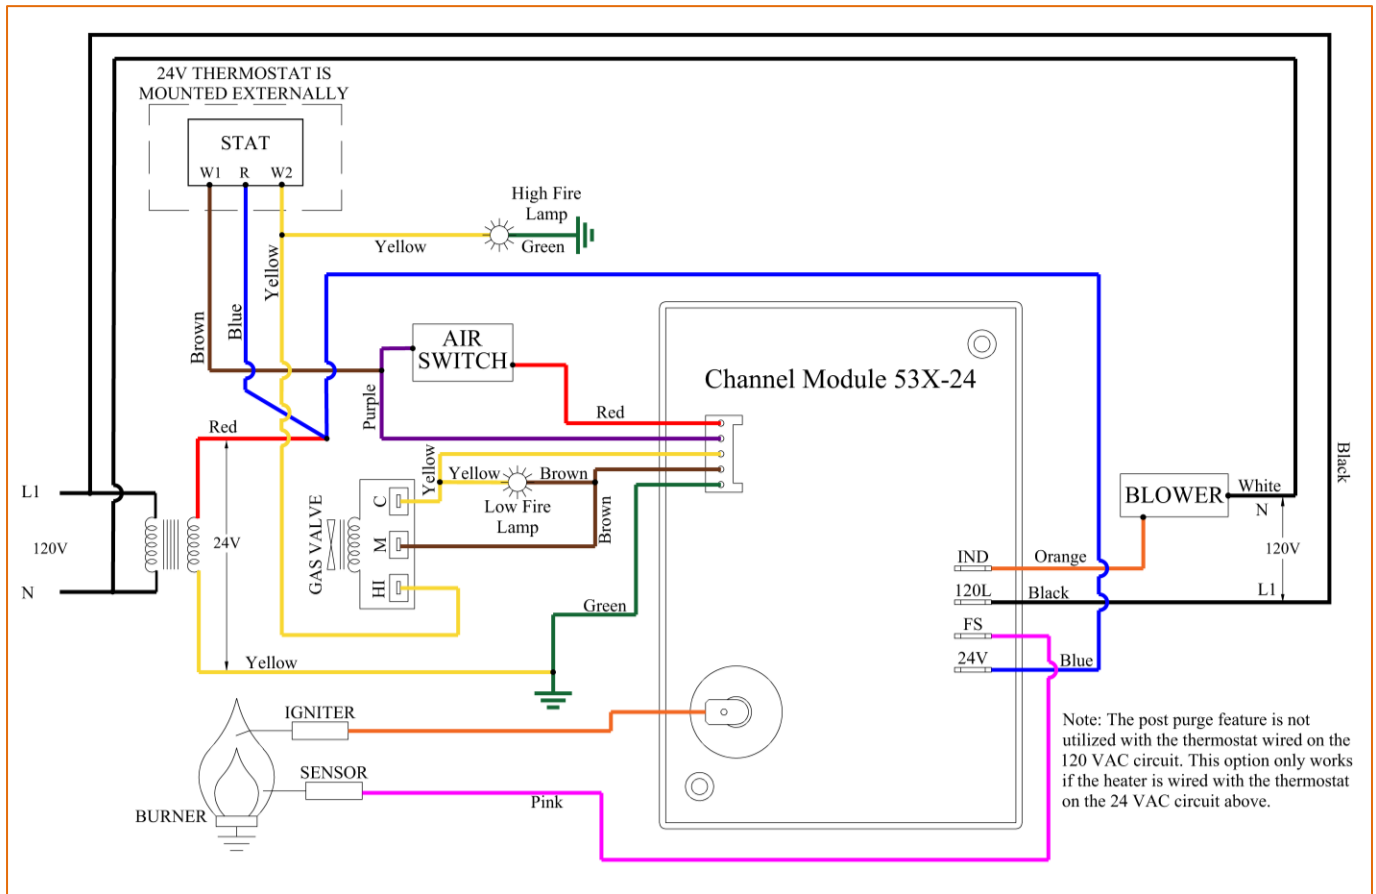 24V THERMOSTAT IS
MOUNTED EXTERNALLY
STAT
W1 R W2
High Fire
Lamp
Yellow
Green
Yellow
Blue
Brown
AIR
SWITCH
Purple
Channel Module 53X-24
Red
Red
Black
Yellow
Yellow
Brown
Low Fire
Lamp
Brown
GAS VALVE
C
M
HI
L1
120V
N
24V
BLOWER
White
N
120V
L1
IND
Orange
120L
Black
FS
24V
Blue
Green
Yellow
IGNITER
SENSOR
BURNER
Pink
Note: The post purge feature is not
utilized with the thermostat wired on the
120 VAC circuit. This option only works
if the heater is wired with the thermostat
on the 24 VAC circuit above.